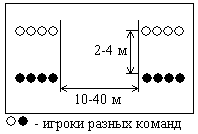 2-4 м
10-40 м
- игроки разных команд